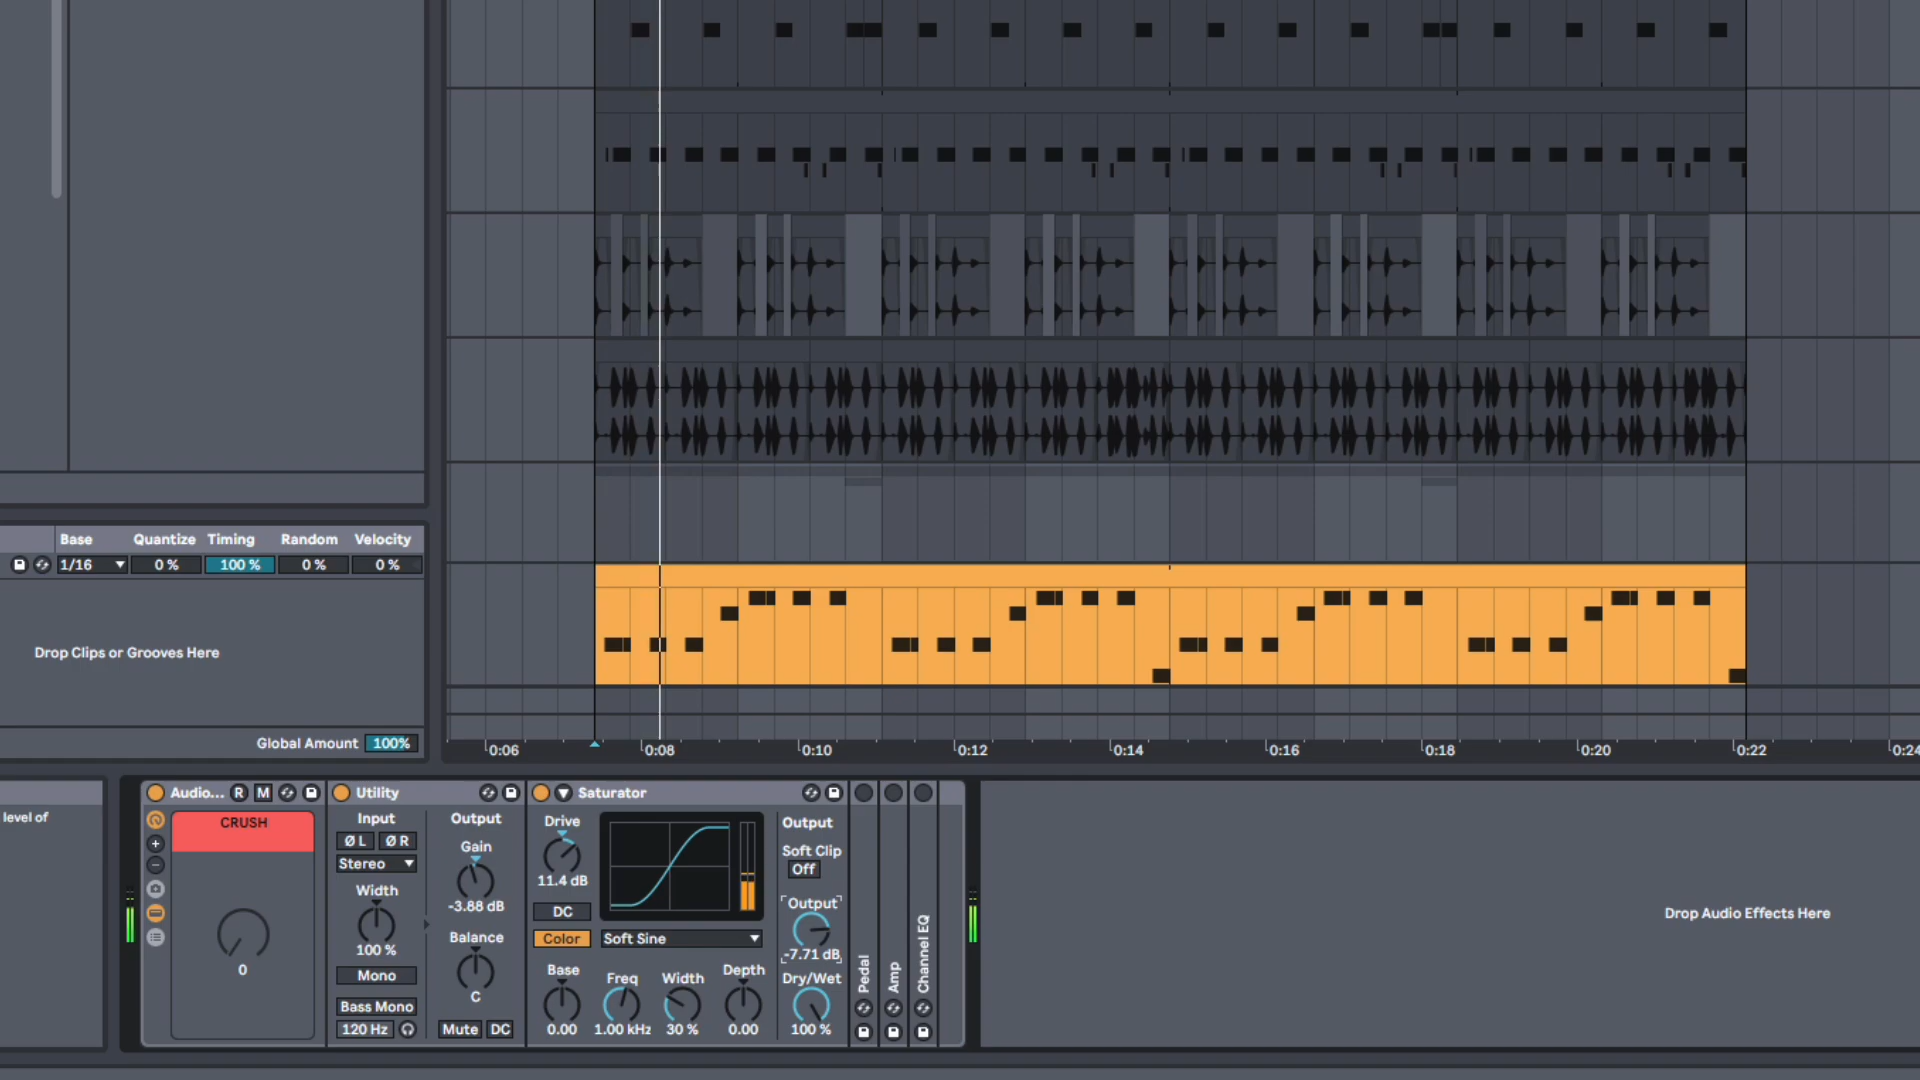 Base Quantize Timing Random Velocity
1/16 0 % 100 % 0 % 0 %
Drop Clips or Grooves Here
Global Amount 100%
0:06 0:08 0:10 0:12 0:14 0:16 0:18 0:20 0:22 0:24
level of
Audio... R M
CRUSH
0
Utility
Input
Ø L Ø R
Stereo
Width
100 %
Mono
Bass Mono
120 Hz
Output
Gain
-3.88 dB
Balance
C
Mute DC
Saturator
Drive
11.4 dB
DC
Color Soft Sine
Base Freq Width Depth
0.00 1.00 kHz 30 % 0.00
Output
Soft Clip
Off
Output
-7.71 dB
Dry/Wet
100 %
Pedal
Amp
Channel EQ
Drop Audio Effects Here